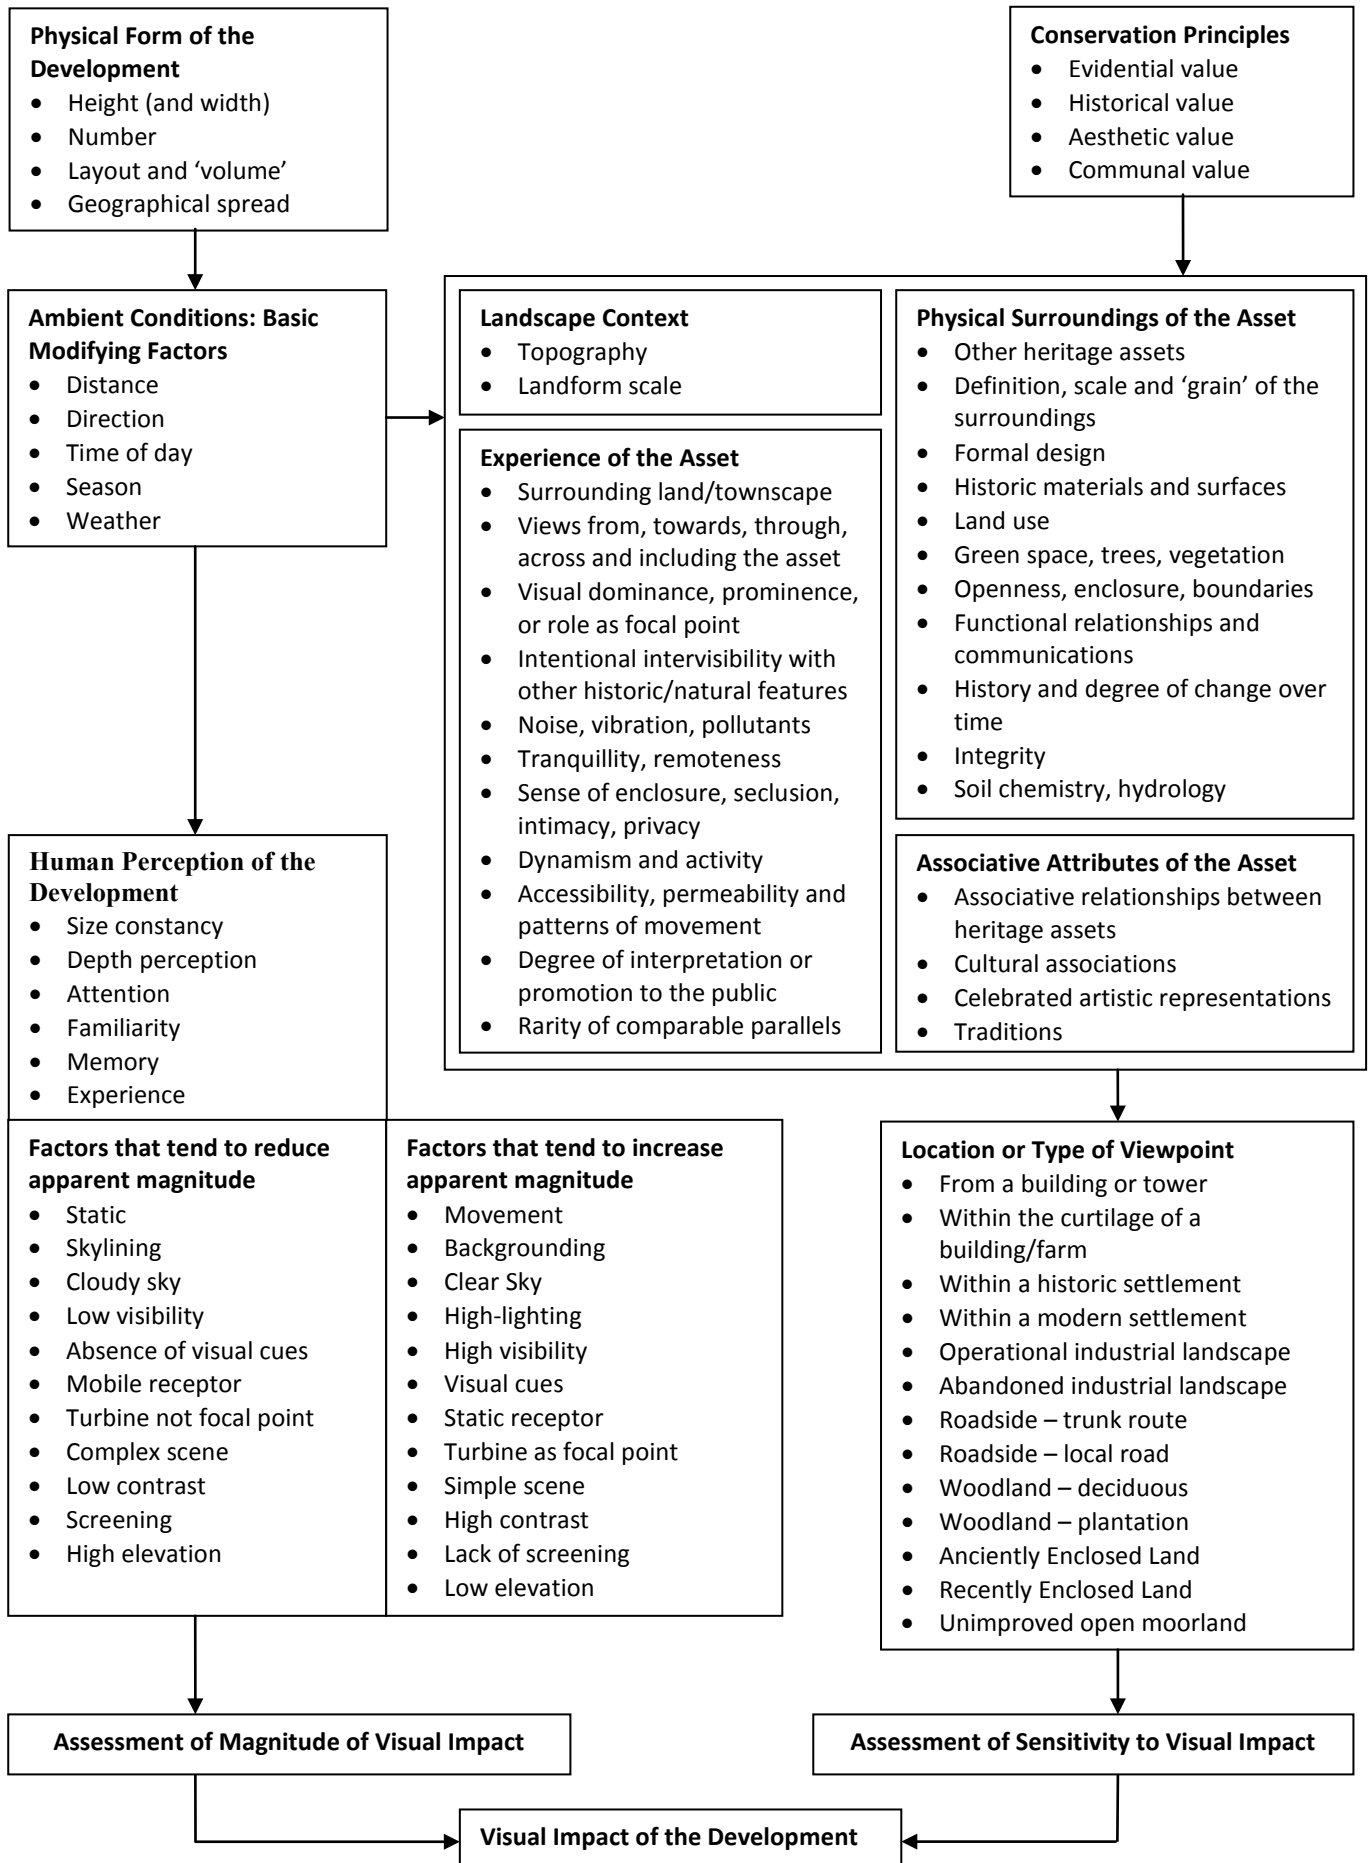 Physical Form of the
Development
• Height (and width)
• Number
• Layout and ‘volume’
• Geographical spread
Conservation Principles
• Evidential value
• Historical value
• Aesthetic value
• Communal value
Ambient Conditions: Basic
Modifying Factors
• Distance
• Direction
• Time of day
• Season
• Weather
Landscape Context
• Topography
• Landform scale
Experience of the Asset
• Surrounding land/townscape
• Views from, towards, through,
across and including the asset
• Visual dominance, prominence,
or role as focal point
• Intentional intervisibility with
other historic/natural features
• Noise, vibration, pollutants
• Tranquillity, remoteness
• Sense of enclosure, seclusion,
intimacy, privacy
• Dynamism and activity
• Accessibility, permeability and
patterns of movement
• Degree of interpretation or
promotion to the public
• Rarity of comparable parallels
Physical Surroundings of the Asset
• Other heritage assets
• Definition, scale and ‘grain’ of the
surroundings
• Formal design
• Historic materials and surfaces
• Land use
• Green space, trees, vegetation
• Openness, enclosure, boundaries
• Functional relationships and
communications
• History and degree of change over
time
• Integrity
• Soil chemistry, hydrology
Associative Attributes of the Asset
• Associative relationships between
heritage assets
• Cultural associations
• Celebrated artistic representations
• Traditions
Human Perception of the
Development
• Size constancy
• Depth perception
• Attention
• Familiarity
• Memory
• Experience
Factors that tend to reduce
apparent magnitude
• Static
• Skylining
• Cloudy sky
• Low visibility
• Absence of visual cues
• Mobile receptor
• Turbine not focal point
• Complex scene
• Low contrast
• Screening
• High elevation
Factors that tend to increase
apparent magnitude
• Movement
• Backgrounding
• Clear Sky
• High-lighting
• High visibility
• Visual cues
• Static receptor
• Turbine as focal point
• Simple scene
• High contrast
• Lack of screening
• Low elevation
Location or Type of Viewpoint
• From a building or tower
• Within the curtilage of a
building/farm
• Within a historic settlement
• Within a modern settlement
• Operational industrial landscape
• Abandoned industrial landscape
• Roadside – trunk route
• Roadside – local road
• Woodland – deciduous
• Woodland – plantation
• Anciently Enclosed Land
• Recently Enclosed Land
• Unimproved open moorland
Assessment of Magnitude of Visual Impact
Assessment of Sensitivity to Visual Impact
Visual Impact of the Development